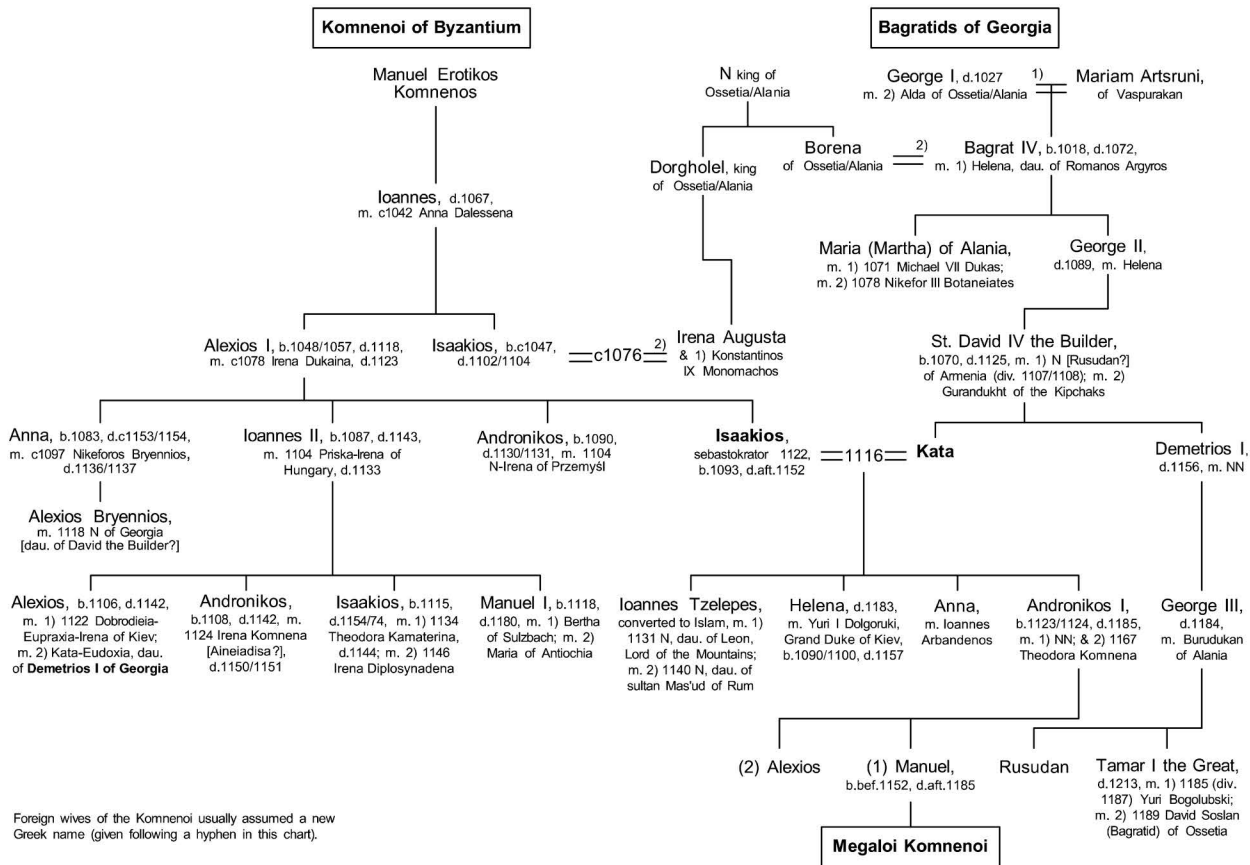 Komnenoi of Byzantium
Bagratids of Georgia
Manuel Erotikos
Komnenos
N king of
Ossetia/Alania
George I, d.1027
m. 2) Alda of Ossetia/Alania
1)
Mariam Artsruni,
of Vaspurakan
Dorgholel, king
of Ossetia/Alania
Borena
of Ossetia/Alania
2)
Bagrat IV, b.1018, d.1072,
m. 1) Helena, dau. of Romanos Argyros
Ioannes, d.1067,
m. c1042 Anna Dalessena
Maria (Martha) of Alania,
m. 1) 1071 Michael VII Dukas;
m. 2) 1078 Nikefor III Botaneiates
George II,
d.1089, m. Helena
Alexios I, b.1048/1057, d.1118,
m. c1078 Irena Dukaina, d.1123
Isaakios, b.c1047,
d.1102/1104
c1076
2)
Irena Augusta
& 1) Konstantinos
IX Monomachos
St. David IV the Builder,
b.1070, d.1125, m. 1) N [Rusudan?]
of Armenia (div. 1107/1108); m. 2)
Gurandukht of the Kipchaks
Anna, b.1083, d.c1153/1154,
m. c1097 Nikeforos Bryennios,
d.1136/1137
Ioannes II, b.1087, d.1143,
m. 1104 Priska-Irena of
Hungary, d.1133
Andronikos, b.1090,
d.1130/1131, m. 1104
N-Irena of Przemyśl
Isaakios,
sebastokrator 1122,
b.1093, d.aft.1152
1116
Kata
Demetrios I,
d.1156, m. NN
Alexios Bryennios,
m. 1118 N of Georgia
[dau. of David the Builder?]
Alexios, b.1106, d.1142,
m. 1) 1122 Dobrodieia-
Eupraxia-Irena of Kiev;
m. 2) Kata-Eudoxia, dau.
of Demetrios I of Georgia
Andronikos,
b.1108, d.1142, m.
1124 Irena Komnena
[Aineiadisa?],
d.1150/1151
Isaakios, b.1115,
d.1154/74, m. 1) 1134
Theodora Kamaterina,
d.1144; m. 2) 1146
Irena Diplosynadena
Manuel I, b.1118,
d.1180, m. 1) Bertha
of Sulzbach; m. 2)
Maria of Antiochia
Ioannes Tzelepes,
converted to Islam, m. 1)
1131 N, dau. of Leon,
Lord of the Mountains;
m. 2) 1140 N, dau. of
sultan Mas'ud of Rum
Helena, d.1183,
m. Yuri I Dolgoruki,
Grand Duke of Kiev,
b.1090/1100, d.1157
Anna,
m. Ioannes
Arbandenos
Andronikos I,
b.1123/1124, d.1185,
m. 1) NN; & 2) 1167
Theodora Komnena
George III,
d.1184,
m. Burudukan
of Alania
(2) Alexios
(1) Manuel,
b.bef.1152, d.aft.1185
Rusudan
Tamar I the Great,
d.1213, m. 1) 1185 (div.
1187) Yuri Bogolubski;
m. 2) 1189 David Soslan
(Bagratid) of Ossetia
Megaloi Komnenoi
Foreign wives of the Komnenoi usually assumed a new
Greek name (given following a hyphen in this chart).